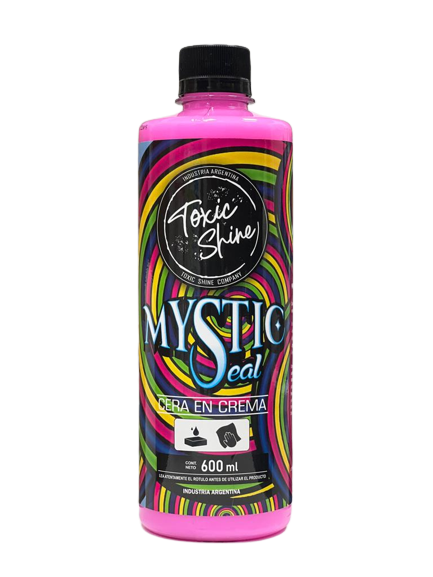 INDUSTRIA ARGENTINA
Toxic
Shine
TOXIC SHINE COMPANY
MYSTIC
Seal
CERA EN CREMA
CONT.
NETO 600 ml
LEA ATENTAMENTE EL ROTULO ANTES DE UTILIZAR EL PRODUCTO
INDUSTRIA ARGENTINA